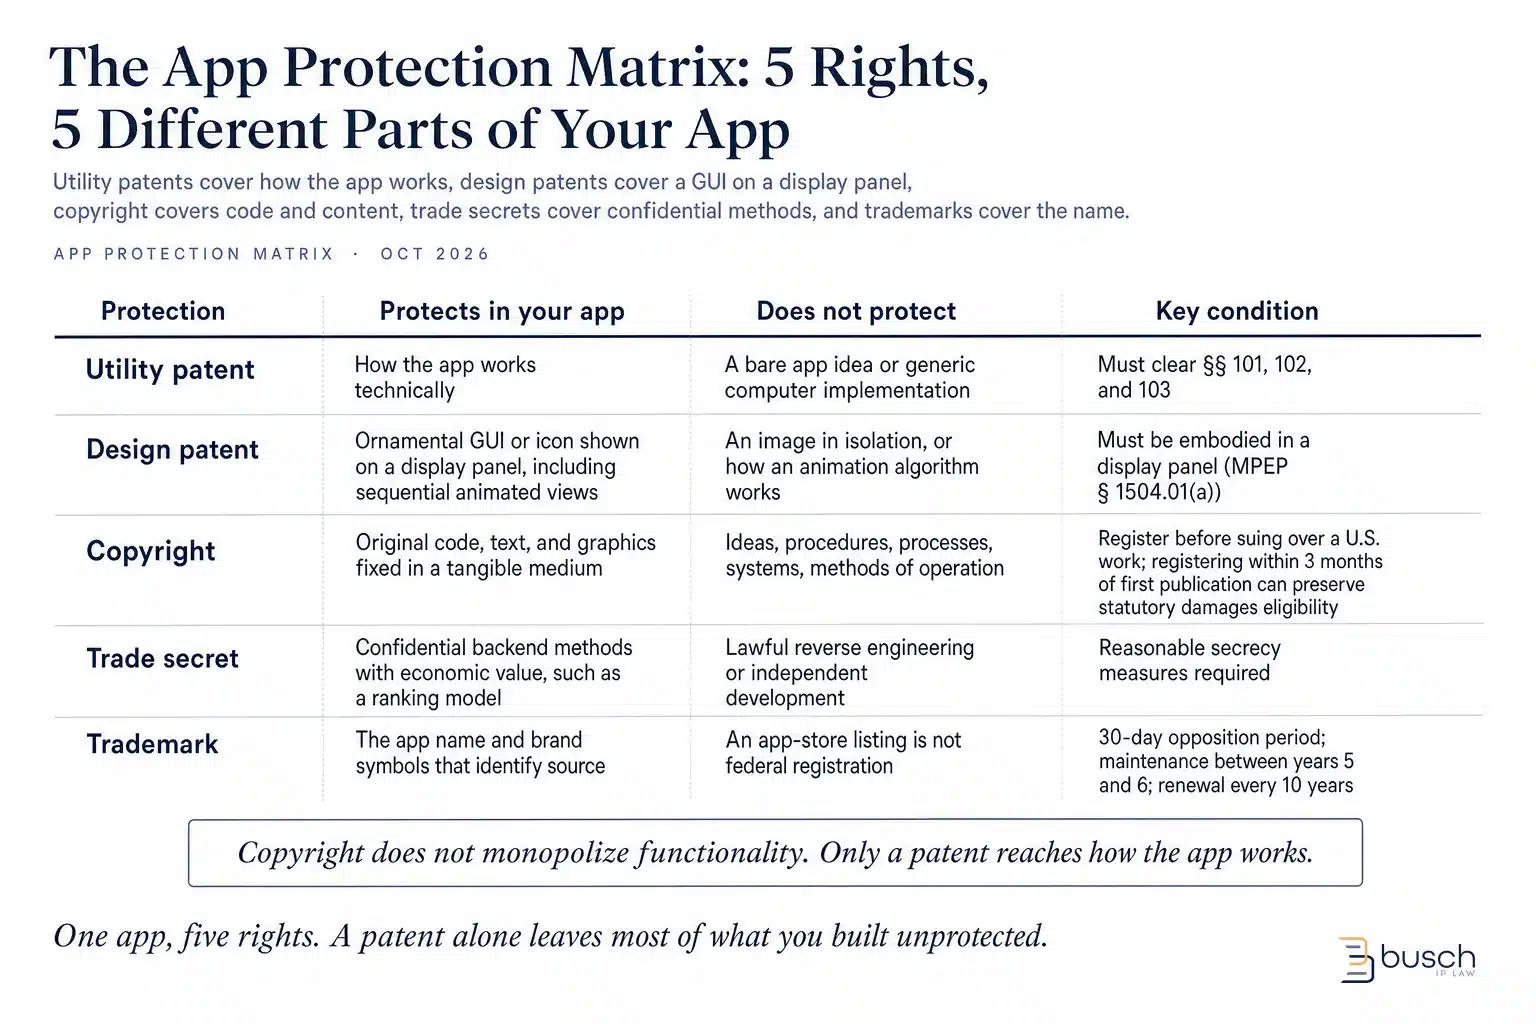 The App Protection Matrix: 5 Rights,
5 Different Parts of Your App
Utility patents cover how the app works, design patents cover a GUI on a display panel,
copyright covers code and content, trade secrets cover confidential methods, and trademarks cover the name.
APP PROTECTION MATRIX · OCT 2026
Protection
Protects in your app
Does not protect
Key condition
Utility patent
How the app works
technically
A bare app idea or generic
computer implementation
Must clear §§ 101, 102,
and 103
Design patent
Ornamental GUI or icon shown
on a display panel, including
sequential animated views
An image in isolation, or
how an animation algorithm
works
Must be embodied in a
display panel (MPEP
§ 1504.01(a))
Copyright
Original code, text, and graphics
fixed in a tangible medium
Ideas, procedures, processes,
systems, methods of operation
Register before suing over a U.S.
work; registering within 3 months
of first publication can preserve
statutory damages eligibility
Trade secret
Confidential backend methods
with economic value, such as
a ranking model
Lawful reverse engineering
or independent
development
Reasonable secrecy
measures required
Trademark
The app name and brand
symbols that identify source
An app-store listing is not
federal registration
30-day opposition period;
maintenance between years 5
and 6; renewal every 10 years
Copyright does not monopolize functionality. Only a patent reaches how the app works.
One app, five rights. A patent alone leaves most of what you built unprotected.
busch
IP LAW